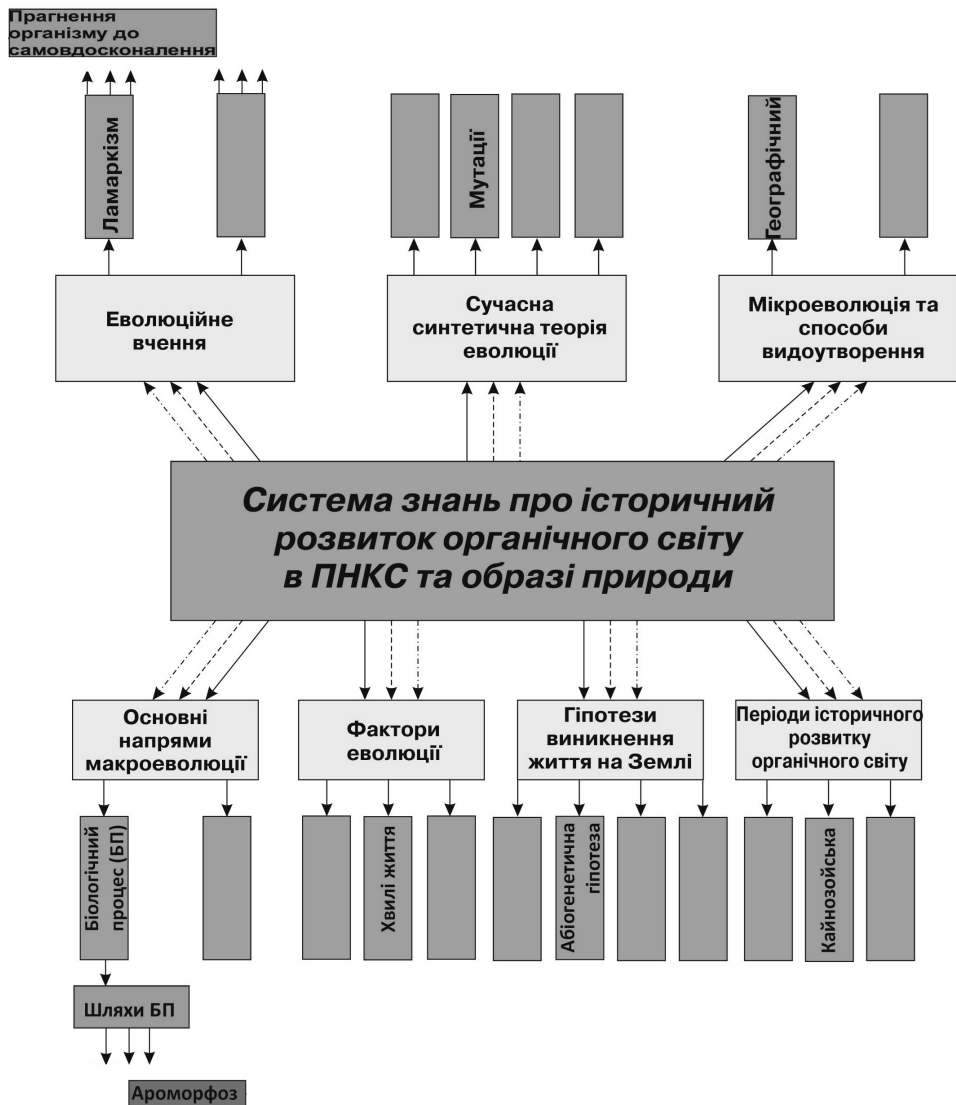 Прагнення
організму до
самовдосконалення
Ламаркізм
Мутації
Географічний
Еволюційне
вчення
Сучасна
синтетична теорія
еволюції
Мікроеволюція та
способи
видоутворення
Система знань про історичний
розвиток органічного світу
в ПНКС та образі природи
Основні
напрями
макроеволюції
Фактори
еволюції
Гіпотези
виникнення
життя на Землі
Періоди історичного
розвитку
органічного світу
Біологічний
процес (БП)
Хвилі життя
Абіогенетична
гіпотеза
Кайнозойська
Шляхи БП
Ароморфоз